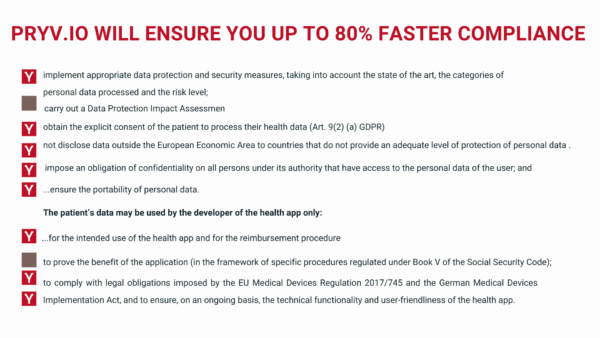 PRYV.IO WILL ENSURE YOU UP TO 80% FASTER COMPLIANCE
Y implement appropriate data protection and security measures, taking into account the state of the art, the categories of
personal data processed and the risk level;
carry out a Data Protection Impact Assessmen
Y obtain the explicit consent of the patient to process their health data (Art. 9(2) (a) GDPR)
Y not disclose data outside the European Economic Area to countries that do not provide an adequate level of protection of personal data .
Y impose an obligation of confidentiality on all persons under its authority that have access to the personal data of the user; and
Y ...ensure the portability of personal data.
The patient's data may be used by the developer of the health app only:
Y ...for the intended use of the health app and for the reimbursement procedure
to prove the benefit of the application (in the framework of specific procedures regulated under Book V of the Social Security Code);
Y to comply with legal obligations imposed by the EU Medical Devices Regulation 2017/745 and the German Medical Devices
Y Implementation Act, and to ensure, on an ongoing basis, the technical functionality and user-friendliness of the health app.